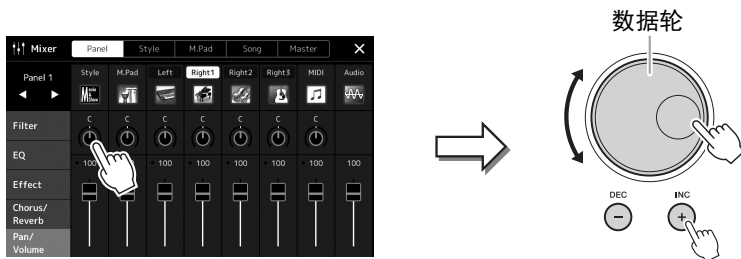 数据轮
Mixer Panel Style M.Pad Song Master
Panel 1 Style M.Pad Left Right1 Right2 Right3 MIDI Audio
Filter C C C C C C C
EQ 100 100 100 100 100 100 100
Effect
Chorus/
Reverb
Pan/
Volume
DEC INC